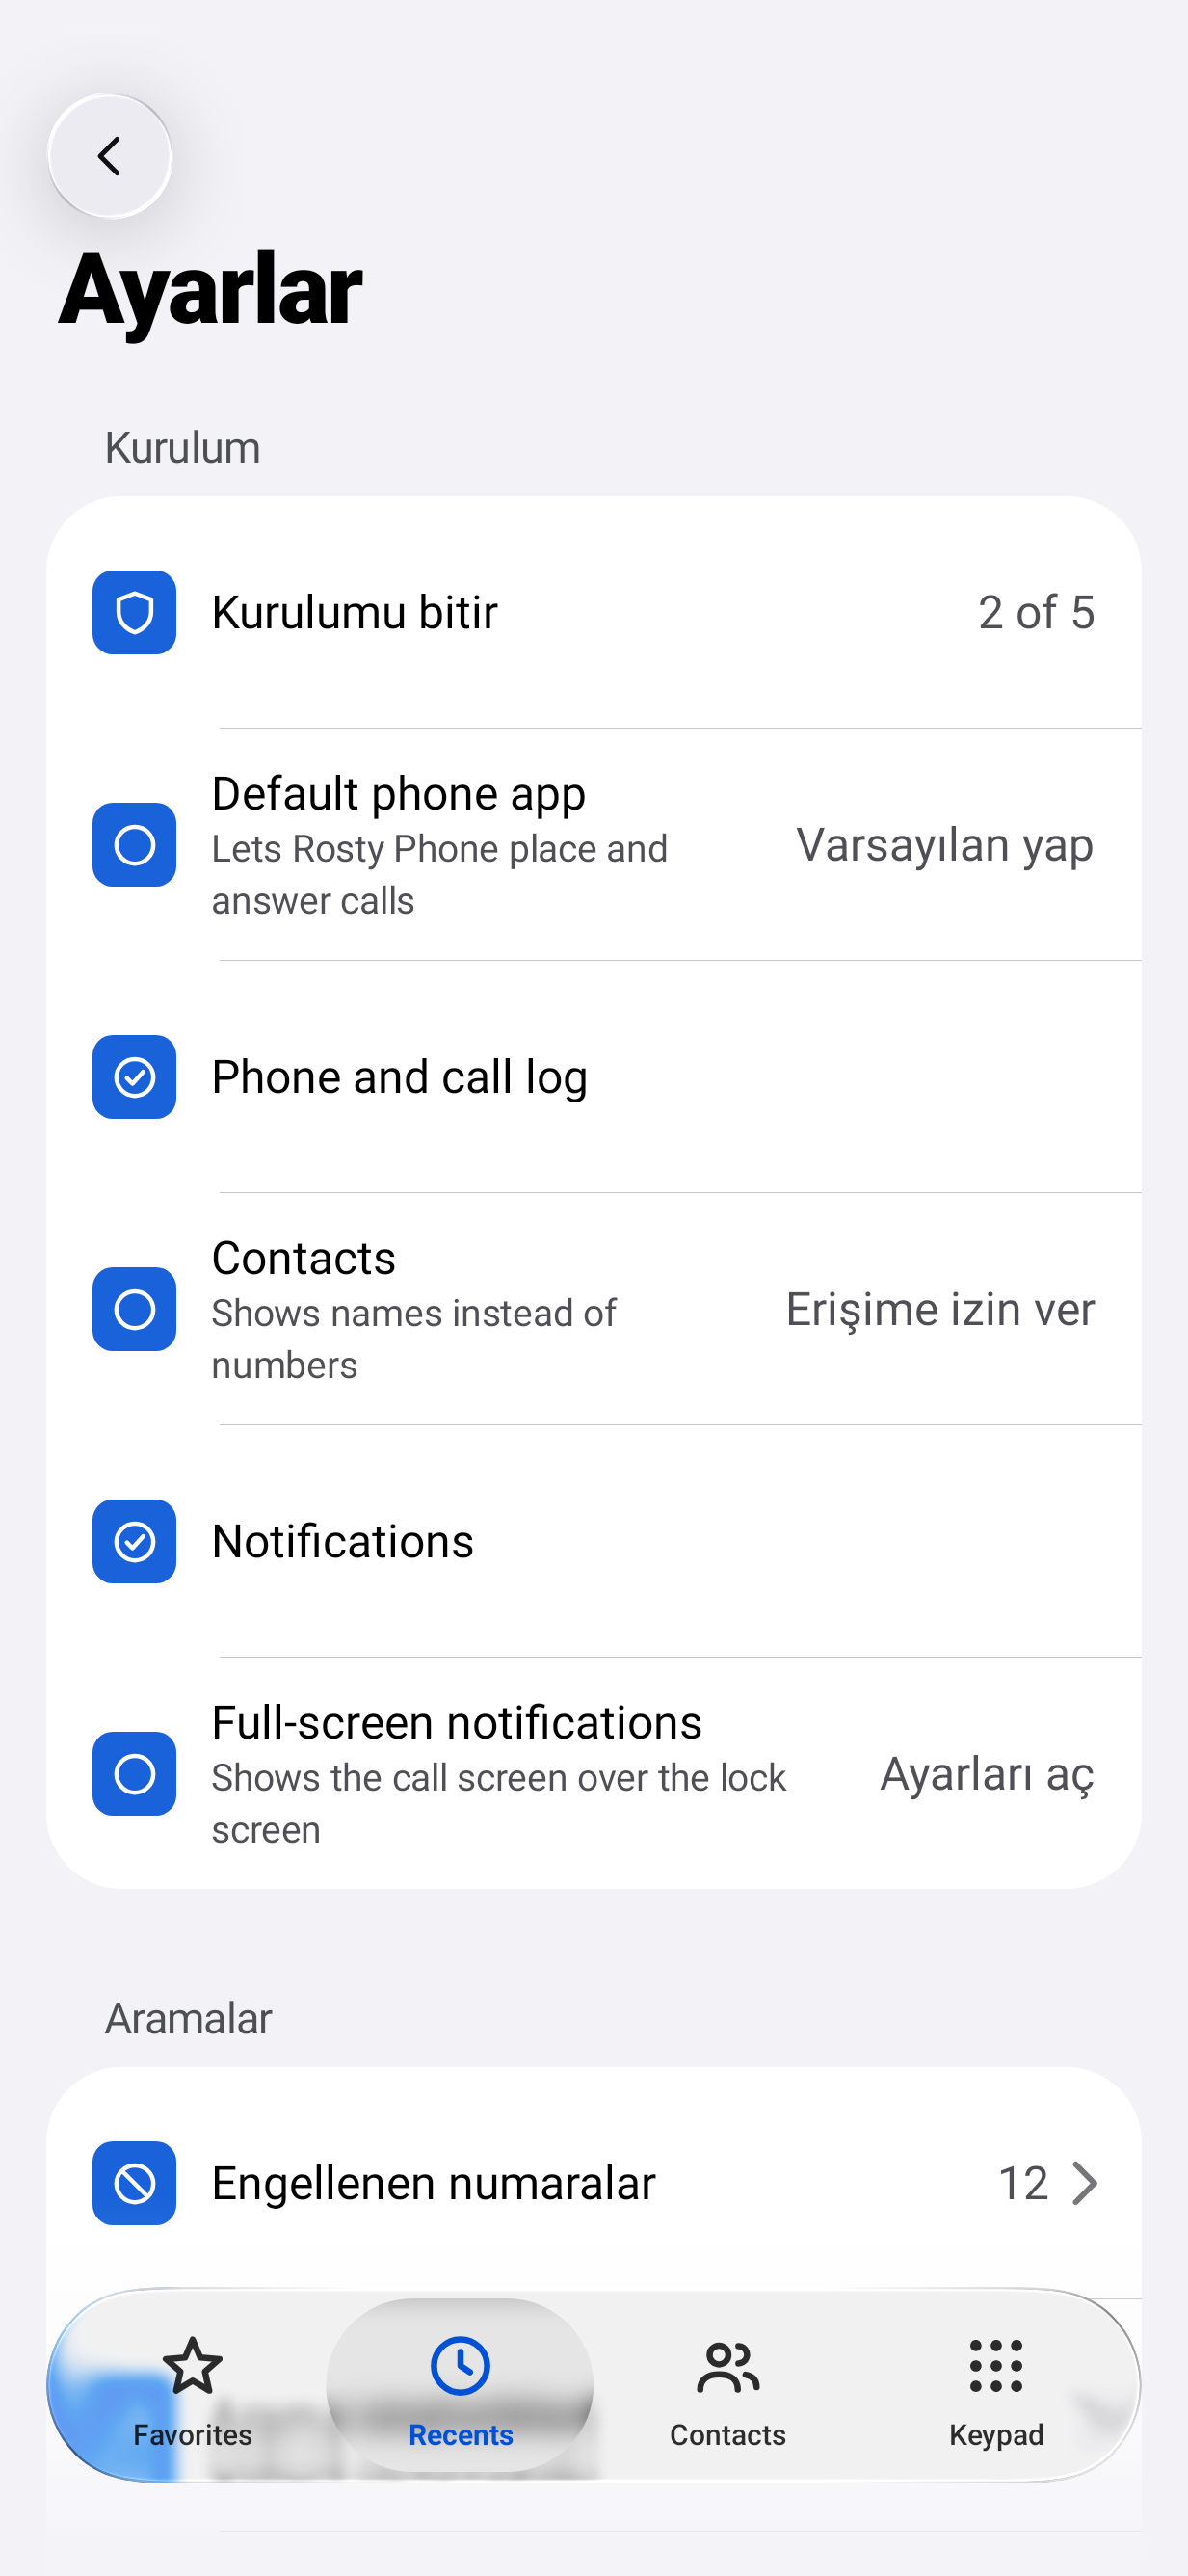 Ayarlar
Kurulum
Kurulumu bitir
2 of 5
Default phone app
Lets Rosty Phone place and
answer calls
Varsayılan yap
Phone and call log
Contacts
Shows names instead of
numbers
Erişime izin ver
Notifications
Full-screen notifications
Shows the call screen over the lock
screen
Ayarları aç
Aramalar
Engellenen numaralar
12
Favorites
Recents
Contacts
Keypad